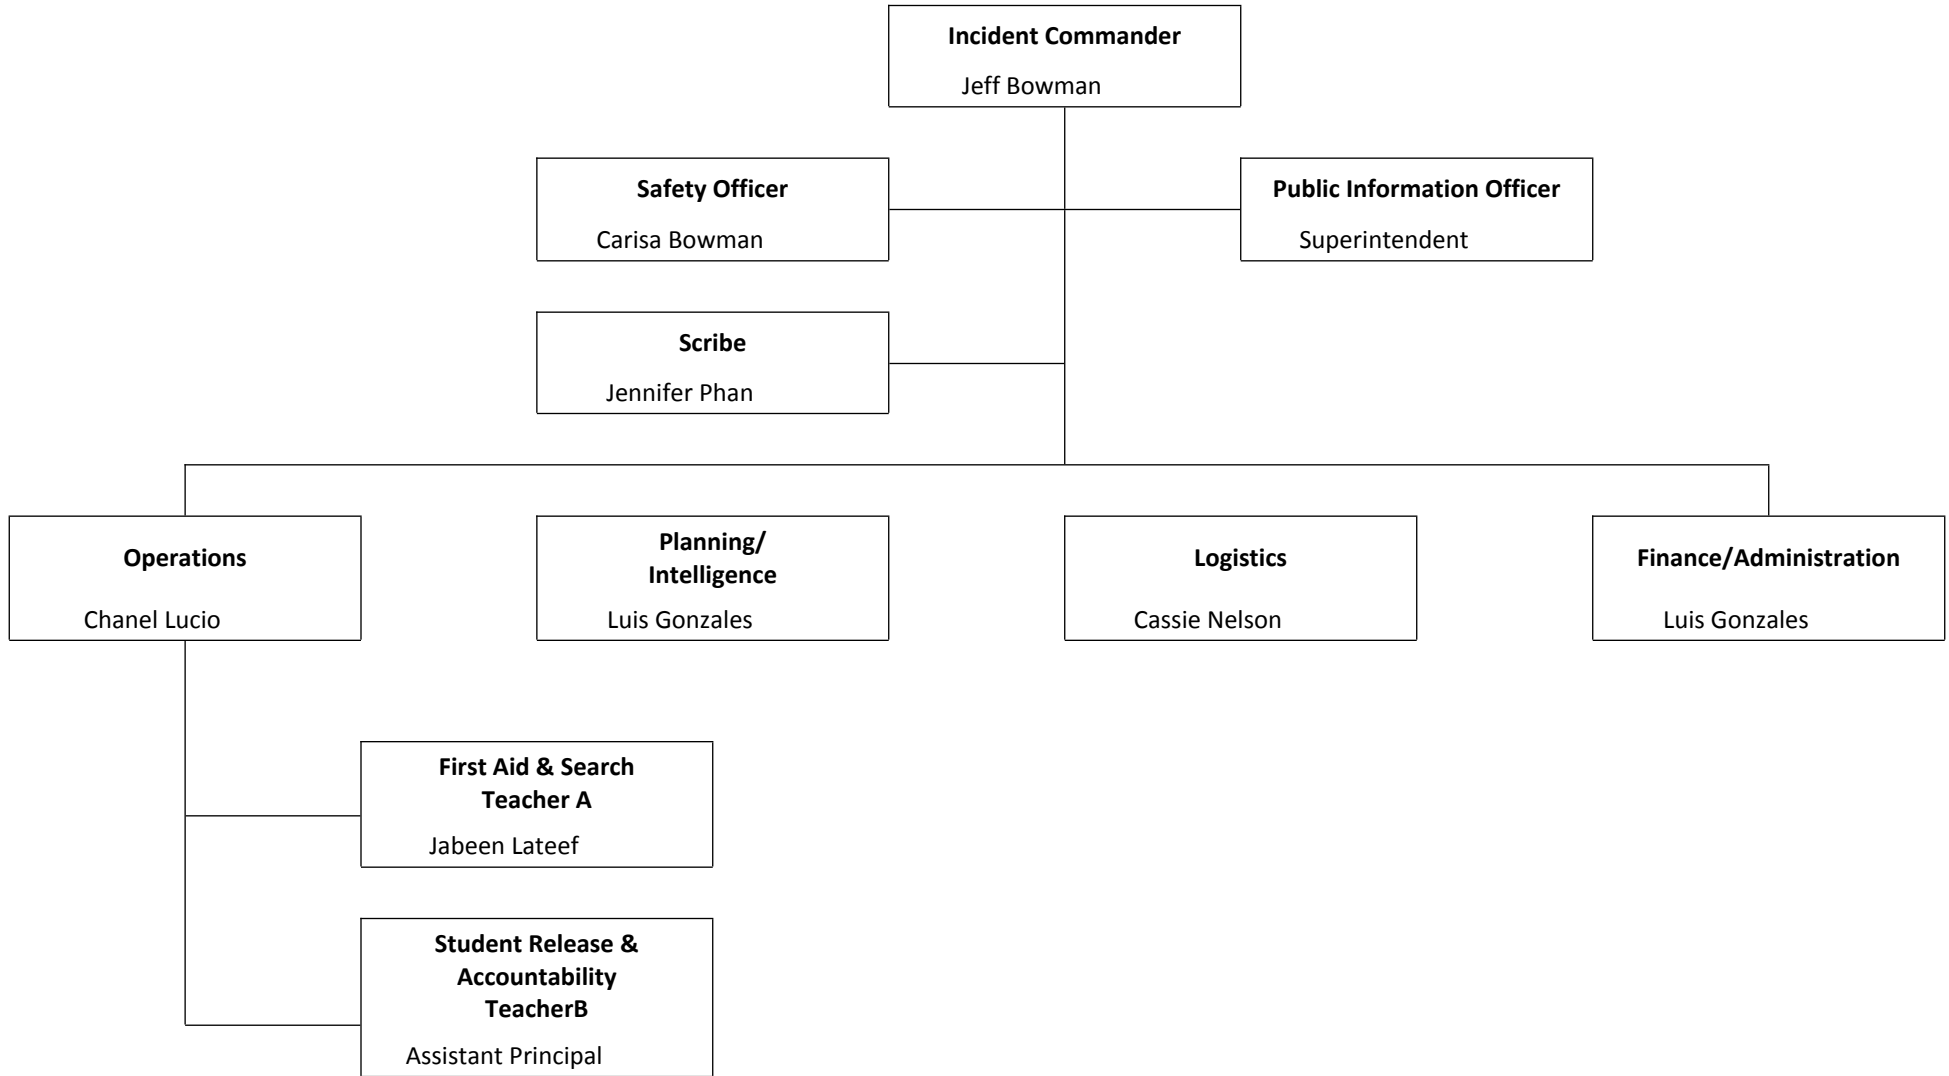 Incident Commander
Jeff Bowman
Safety Officer
Carisa Bowman
Public Information Officer
Superintendent
Scribe
Jennifer Phan
Operations
Chanel Lucio
Planning/
Intelligence
Luis Gonzales
Logistics
Cassie Nelson
Finance/Administration
Luis Gonzales
First Aid & Search
Teacher A
Jabeen Lateef
Student Release &
Accountability
TeacherB
Assistant Principal